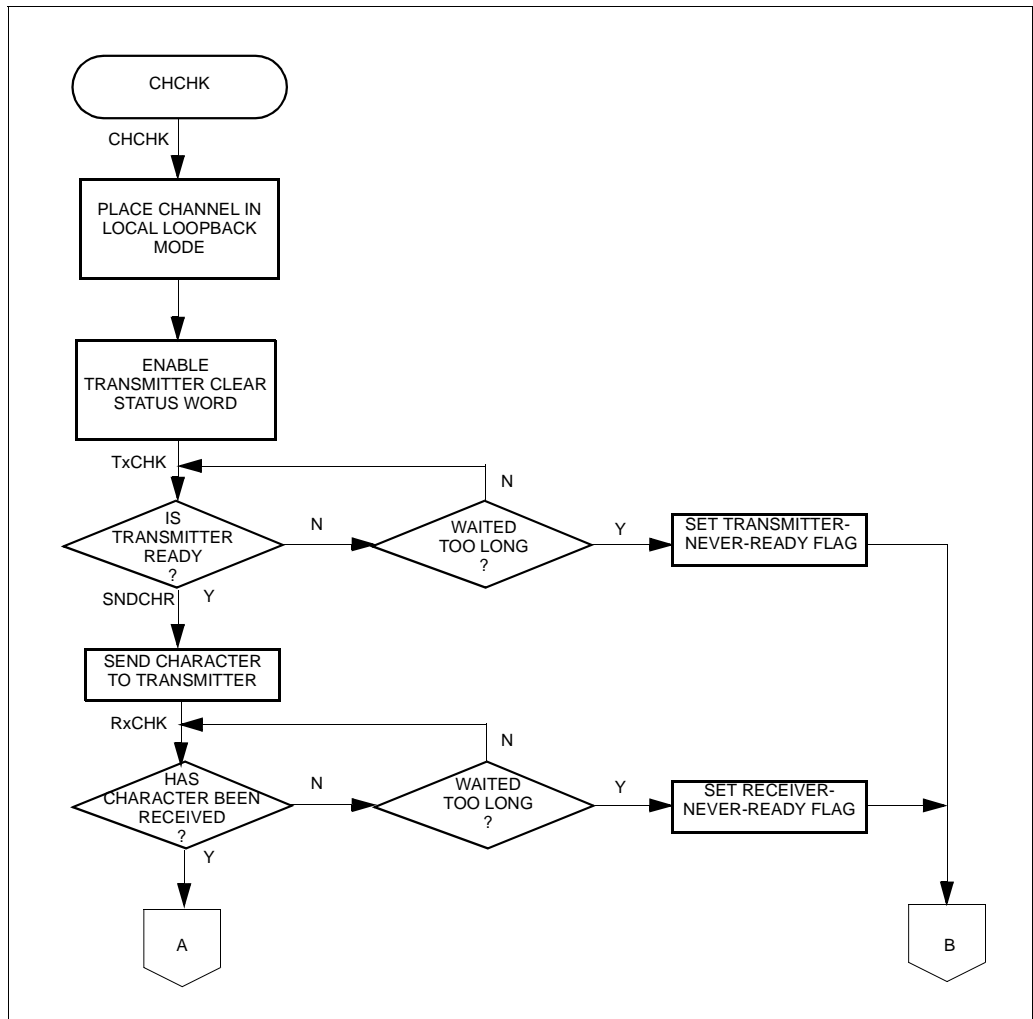 CHCHK
CHCHK
PLACE CHANNEL IN
LOCAL LOOPBACK
MODE
ENABLE
TRANSMITTER CLEAR
STATUS WORD
TxCHK
N
IS
TRANSMITTER
READY
?
N
WAITED
TOO LONG
?
Y
SET TRANSMITTER-
NEVER-READY FLAG
SNDCHR
Y
SEND CHARACTER
TO TRANSMITTER
RxCHK
N
HAS
CHARACTER BEEN
RECEIVED
?
N
WAITED
TOO LONG
?
Y
SET RECEIVER-
NEVER-READY FLAG
Y
A
B